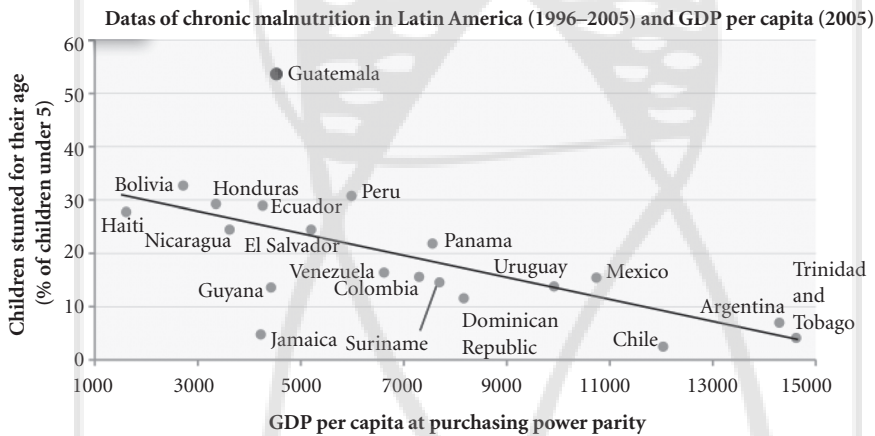 Datas of chronic malnutrition in Latin America (1996–2005) and GDP per capita (2005)
Children stunted for their age
(% of children under 5)
60
50
40
30
20
10
0
Guatemala
Bolivia
Honduras
Peru
Ecuador
Haiti
Nicaragua
El Salvador
Panama
Venezuela
Uruguay
Mexico
Trinidad
and
Tobago
Guyana
Colombia
Argentina
Dominican
Republic
Jamaica
Suriname
Chile
1000
3000
5000
7000
9000
11000
13000
15000
GDP per capita at purchasing power parity